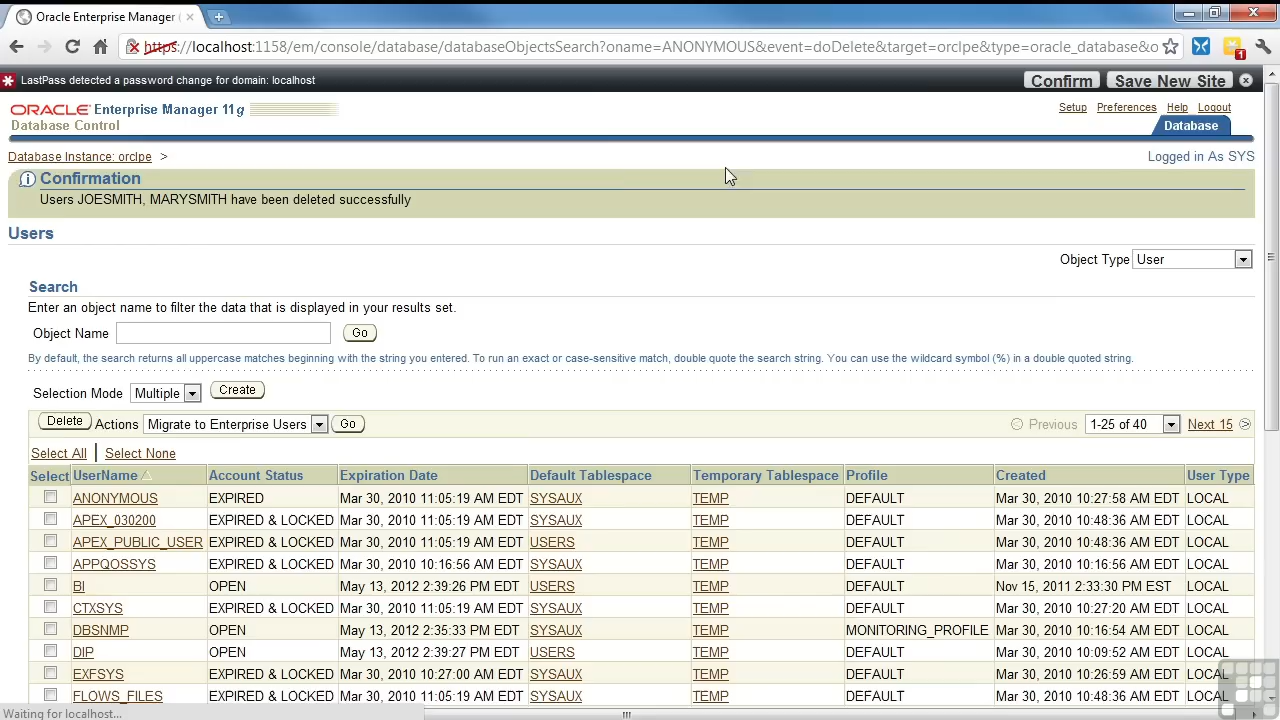 Oracle Enterprise Manager (
https://localhost:1158/em/console/database/databaseObjectsSearch?oname=ANONYMOUS&event=doDelete&target=orclpe&type=oracle_database&o
1
LastPass detected a password change for domain: localhost
Confirm
Save New Site
ORACLE Enterprise Manager 11g
Database Control
Setup Preferences Help Logout
Database
Database Instance: orclpe >
Logged in As SYS
Confirmation
Users JOESMITH, MARYSMITH have been deleted successfully
Users
Object Type User
Search
Enter an object name to filter the data that is displayed in your results set.
Object Name Go
By default, the search returns all uppercase matches beginning with the string you entered. To run an exact or case-sensitive match, double quote the search string. You can use the wildcard symbol (%) in a double quoted string.
Selection Mode Multiple Create
Delete Actions Migrate to Enterprise Users Go Previous 1-25 of 40 Next 15
Select All | Select None
Select UserName Account Status Expiration Date Default Tablespace Temporary Tablespace Profile Created User Type
ANONYMOUS EXPIRED Mar 30, 2010 11:05:19 AM EDT SYSAUX TEMP DEFAULT Mar 30, 2010 10:27:58 AM EDT LOCAL
APEX_030200 EXPIRED & LOCKED Mar 30, 2010 11:05:19 AM EDT SYSAUX TEMP DEFAULT Mar 30, 2010 10:48:36 AM EDT LOCAL
APEX_PUBLIC_USER EXPIRED & LOCKED Mar 30, 2010 11:05:19 AM EDT USERS TEMP DEFAULT Mar 30, 2010 10:48:36 AM EDT LOCAL
APPQOSSYS EXPIRED & LOCKED Mar 30, 2010 10:16:56 AM EDT SYSAUX TEMP DEFAULT Mar 30, 2010 10:16:56 AM EDT LOCAL
BI OPEN May 13, 2012 2:39:26 PM EDT USERS TEMP DEFAULT Nov 15, 2011 2:33:30 PM EST LOCAL
CTXSYS EXPIRED & LOCKED Mar 30, 2010 11:05:19 AM EDT SYSAUX TEMP DEFAULT Mar 30, 2010 10:27:20 AM EDT LOCAL
DBSNMP OPEN May 13, 2012 2:35:33 PM EDT SYSAUX TEMP MONITORING_PROFILE Mar 30, 2010 10:16:54 AM EDT LOCAL
DIP OPEN May 13, 2012 2:39:27 PM EDT USERS TEMP DEFAULT Mar 30, 2010 10:09:52 AM EDT LOCAL
EXFSYS EXPIRED & LOCKED Mar 30, 2010 10:27:00 AM EDT SYSAUX TEMP DEFAULT Mar 30, 2010 10:26:59 AM EDT LOCAL
FLOWS_FILES EXPIRED & LOCKED Mar 30, 2010 11:05:19 AM EDT SYSAUX TEMP DEFAULT Mar 30, 2010 10:48:36 AM EDT LOCAL
Waiting for localhost...